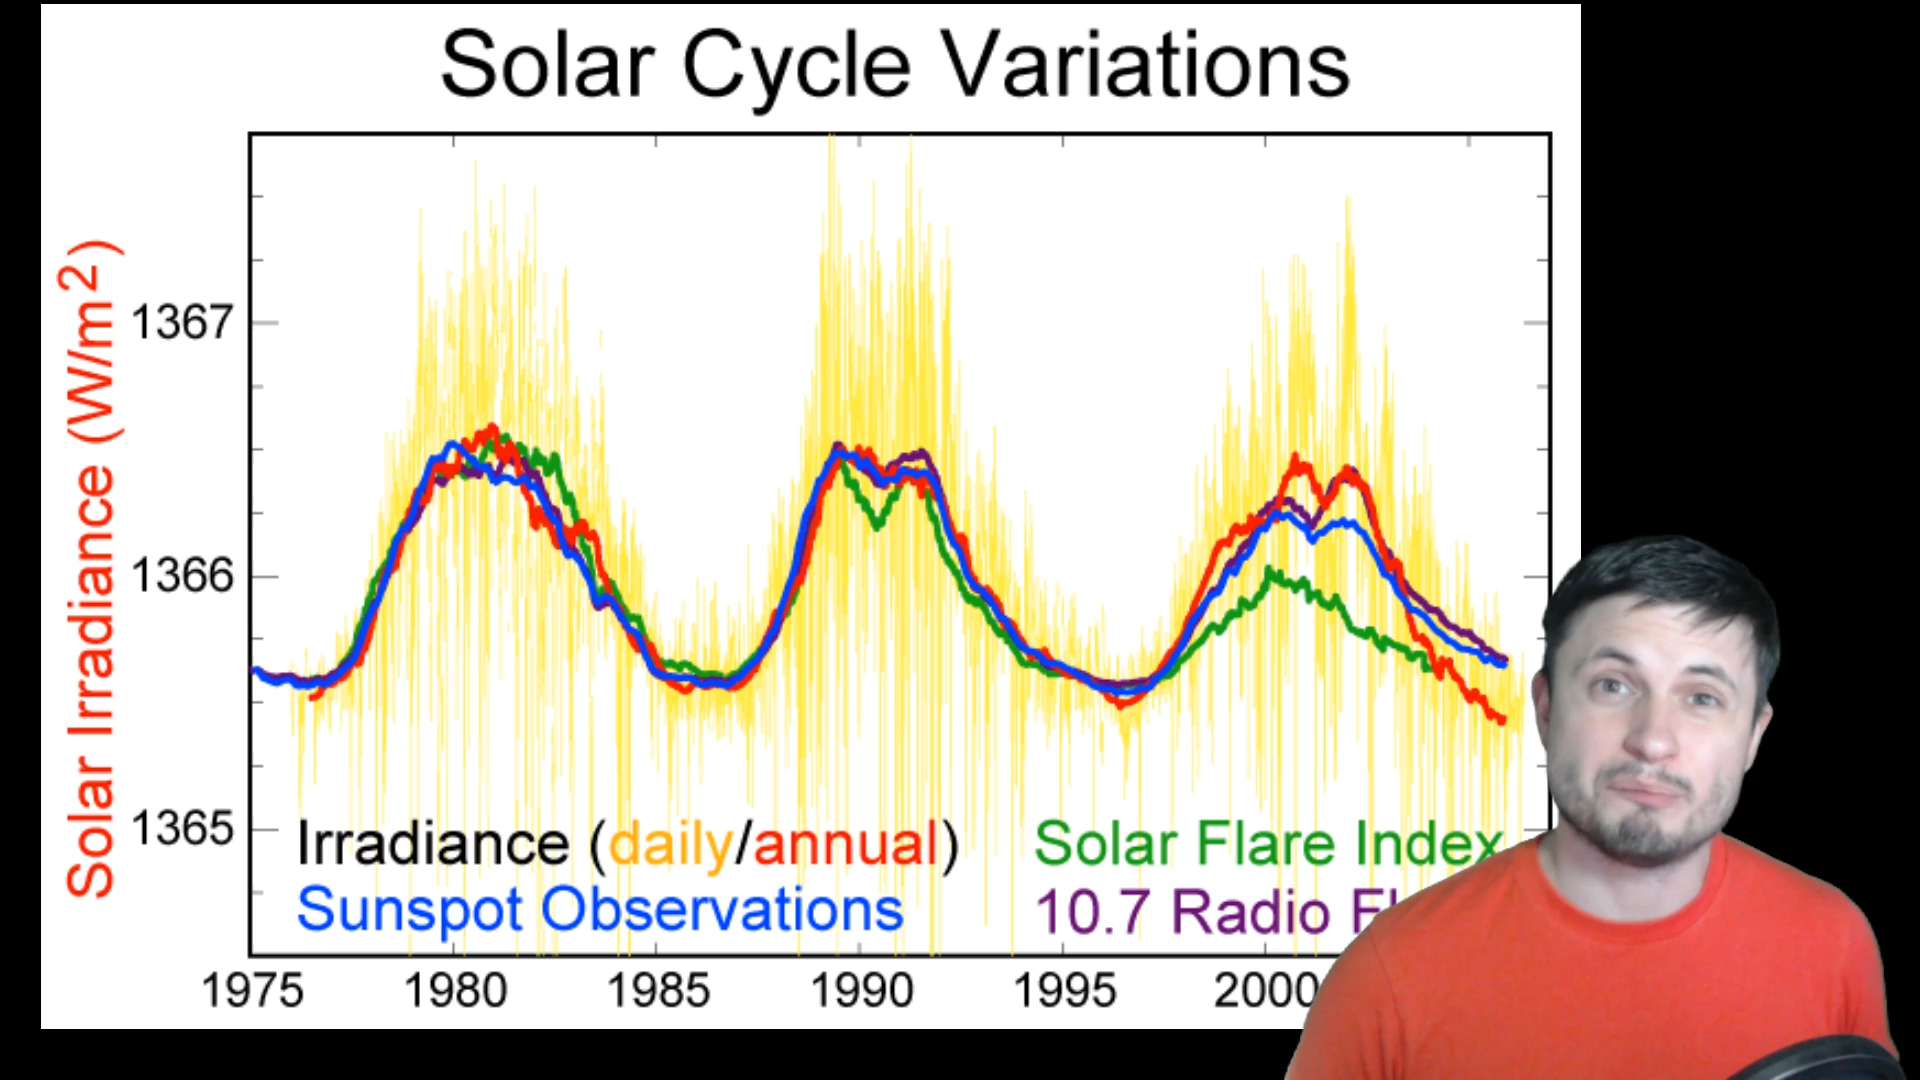 Solar Cycle Variations
Solar Irradiance (W/m²)
1367
1366
1365
Irradiance (daily/annual)
Solar Flare Index
Sunspot Observations
10.7 Radio
1975 1980 1985 1990 1995 2000